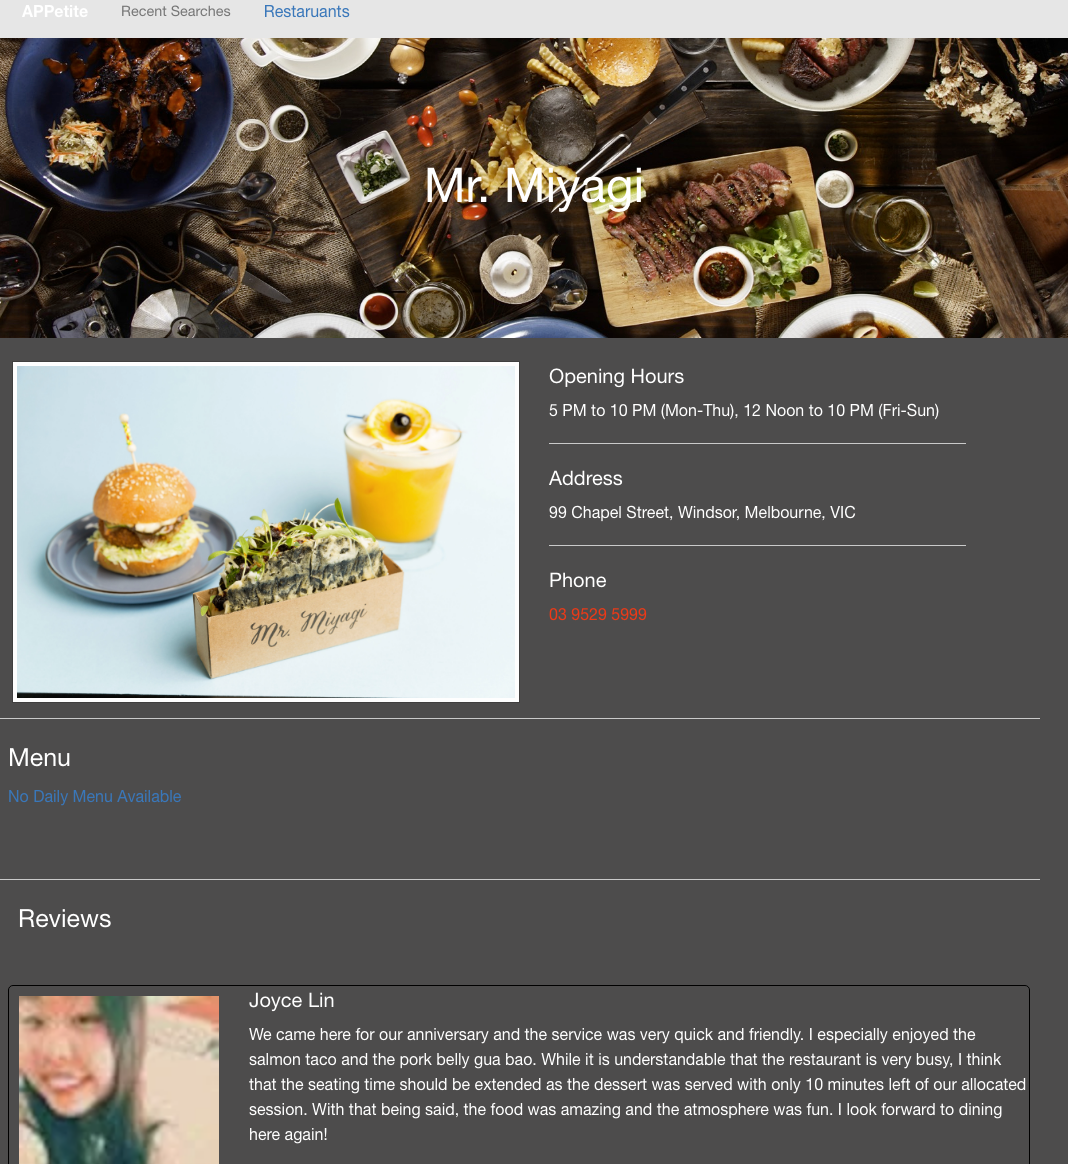 APPetite Recent Searches Restaruants
Mr. Miyagi
Opening Hours
5 PM to 10 PM (Mon-Thu), 12 Noon to 10 PM (Fri-Sun)
Address
99 Chapel Street, Windsor, Melbourne, VIC
Phone
03 9529 5999
Mr. Miyagi
Menu
No Daily Menu Available
Reviews
Joyce Lin
We came here for our anniversary and the service was very quick and friendly. I especially enjoyed the
salmon taco and the pork belly gua bao. While it is understandable that the restaurant is very busy, I think
that the seating time should be extended as the dessert was served with only 10 minutes left of our allocated
session. With that being said, the food was amazing and the atmosphere was fun. I look forward to dining
here again!